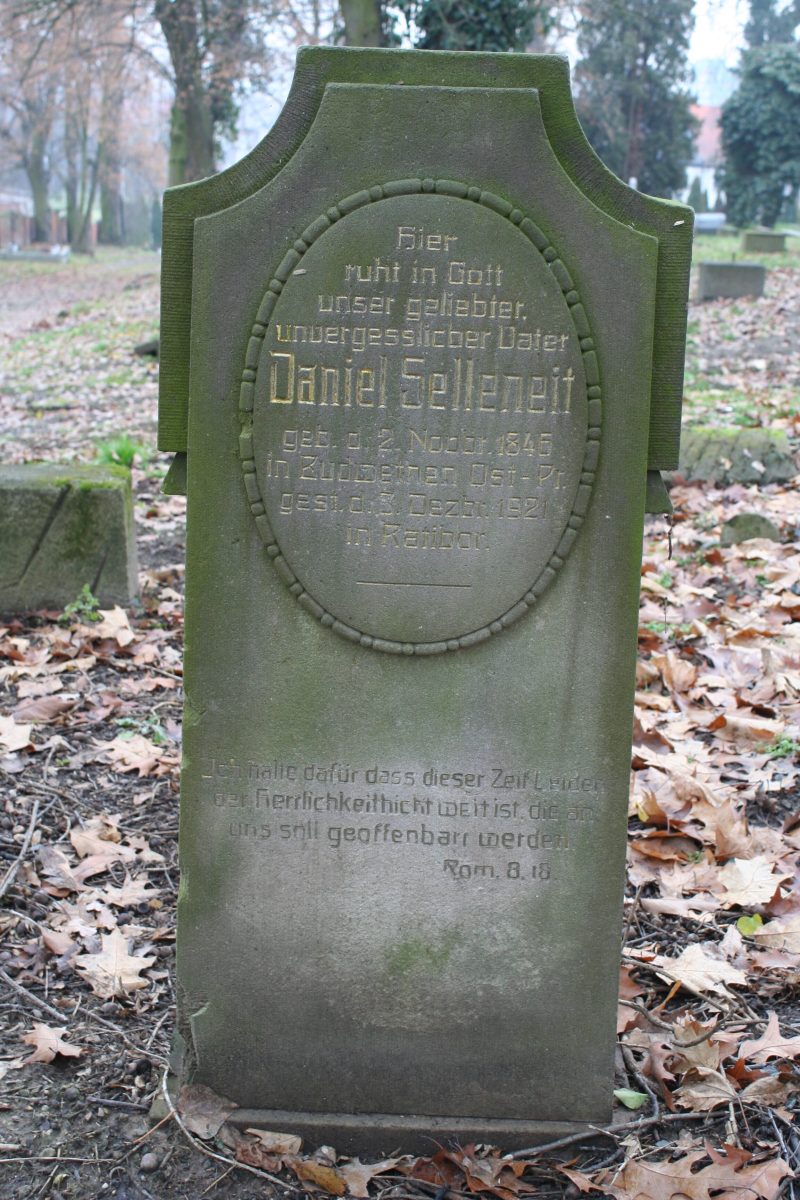 Hier
ruht in Gott
unser geliebter,
unvergesslicher Vater
Daniel Selleneit
geb. d. 2. Novbr. 1846
in Zudwethen Ost-Pr.
gest. d. 3. Dezbr. 1921
in Ratibor.
Ich halte dafür dass dieser Zeit Leiden
der Herrlichkeit nicht weit ist, die an
uns soll geoffenbart werden.
Röm. 8. 18.